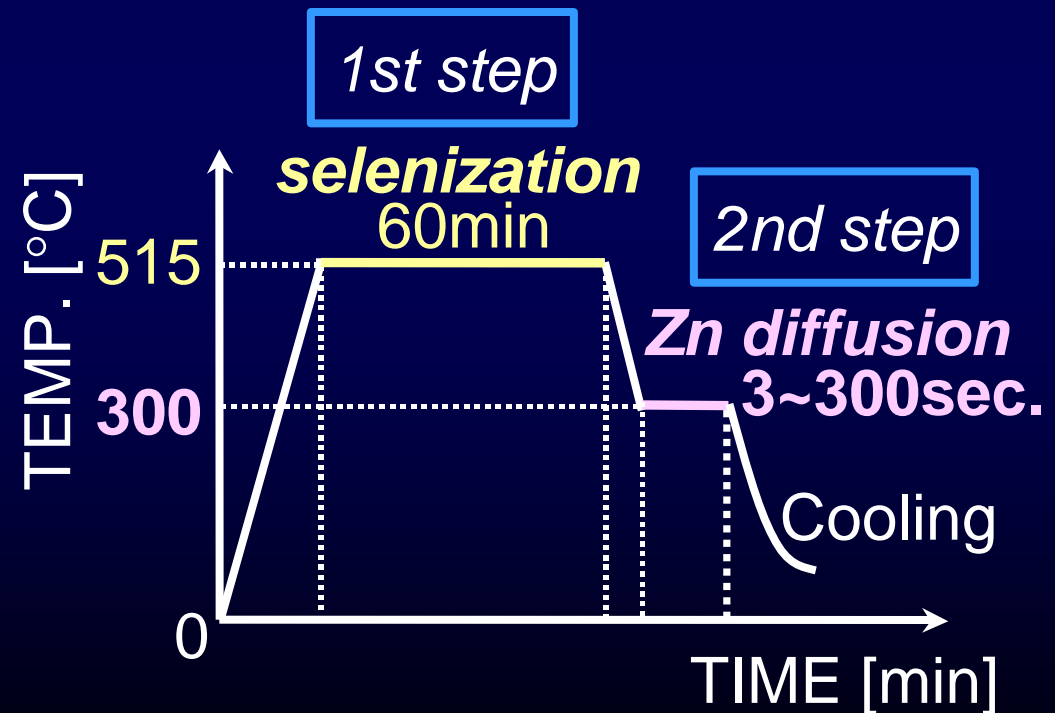 1st step
selenization
60min
2nd step
TEMP. [°C]
515
Zn diffusion
3~300sec.
300
Cooling
0
TIME [min]